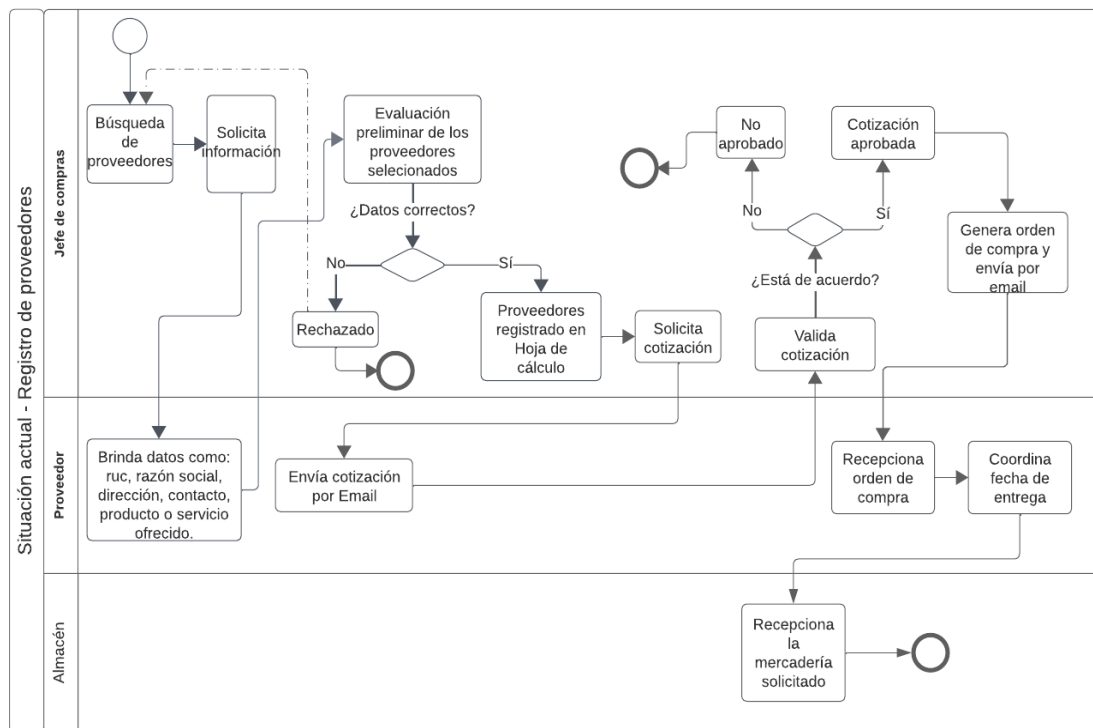 Situación actual - Registro de proveedores
Jefe de compras
Búsqueda
de
proveedores
Solicita
información
Evaluación
preliminar de los
proveedores
selecionados
¿Datos correctos?
No
Sí
Rechazado
Proveedores
registrado en
Hoja de
cálculo
Solicita
cotización
No
aprobado
Cotización
aprobada
No
Sí
¿Está de acuerdo?
Valida
cotización
Genera orden
de compra y
envía por
email
Proveedor
Brinda datos como:
ruc, razón social,
dirección, contacto,
producto o servicio
ofrecido.
Envía cotización
por Email
Recepciona
orden de
compra
Coordina
fecha de
entrega
Almacén
Recepciona
la
mercadería
solicitado